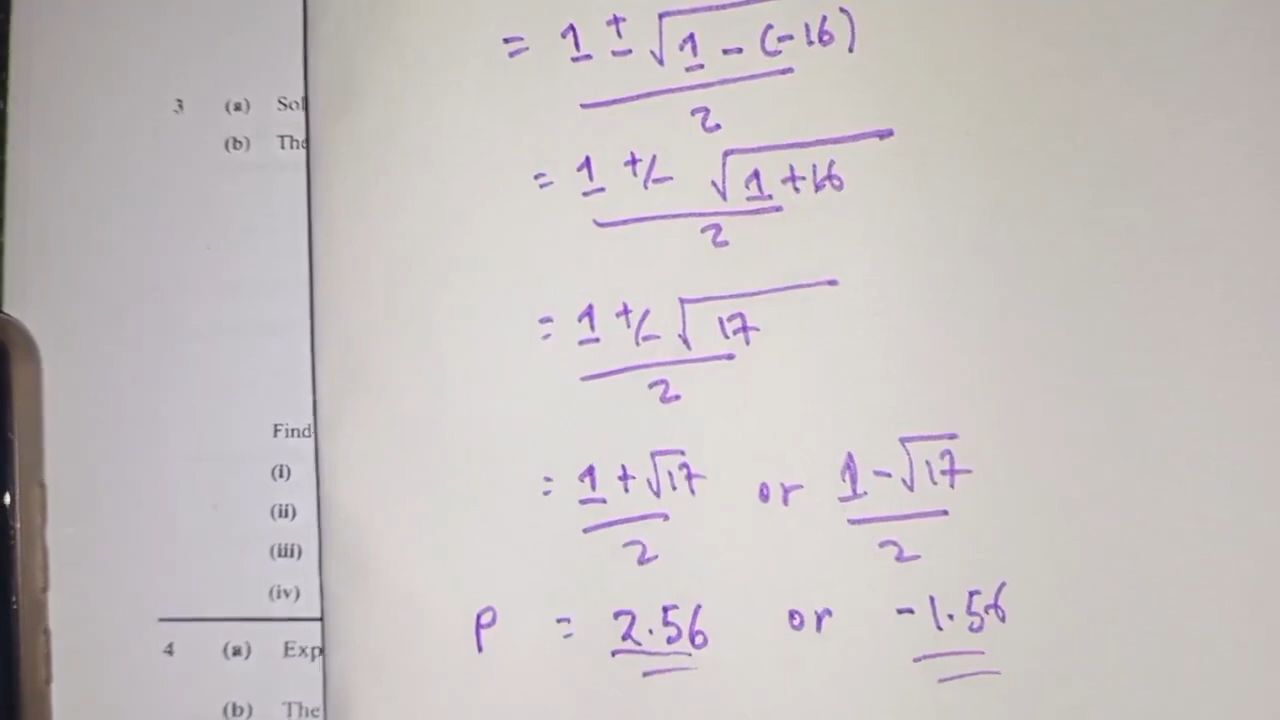 = 1 ± √1 - (-16)
2
3 (a) Sol
(b) The
= 1 +/- √1 + 16
2
= 1 +/- √17
2
Find
(i)
= 1 + √17 or 1 - √17
2 2
(ii)
(iii)
(iv)
P = 2.56 or -1.56
4 (a) Exp
(b) The